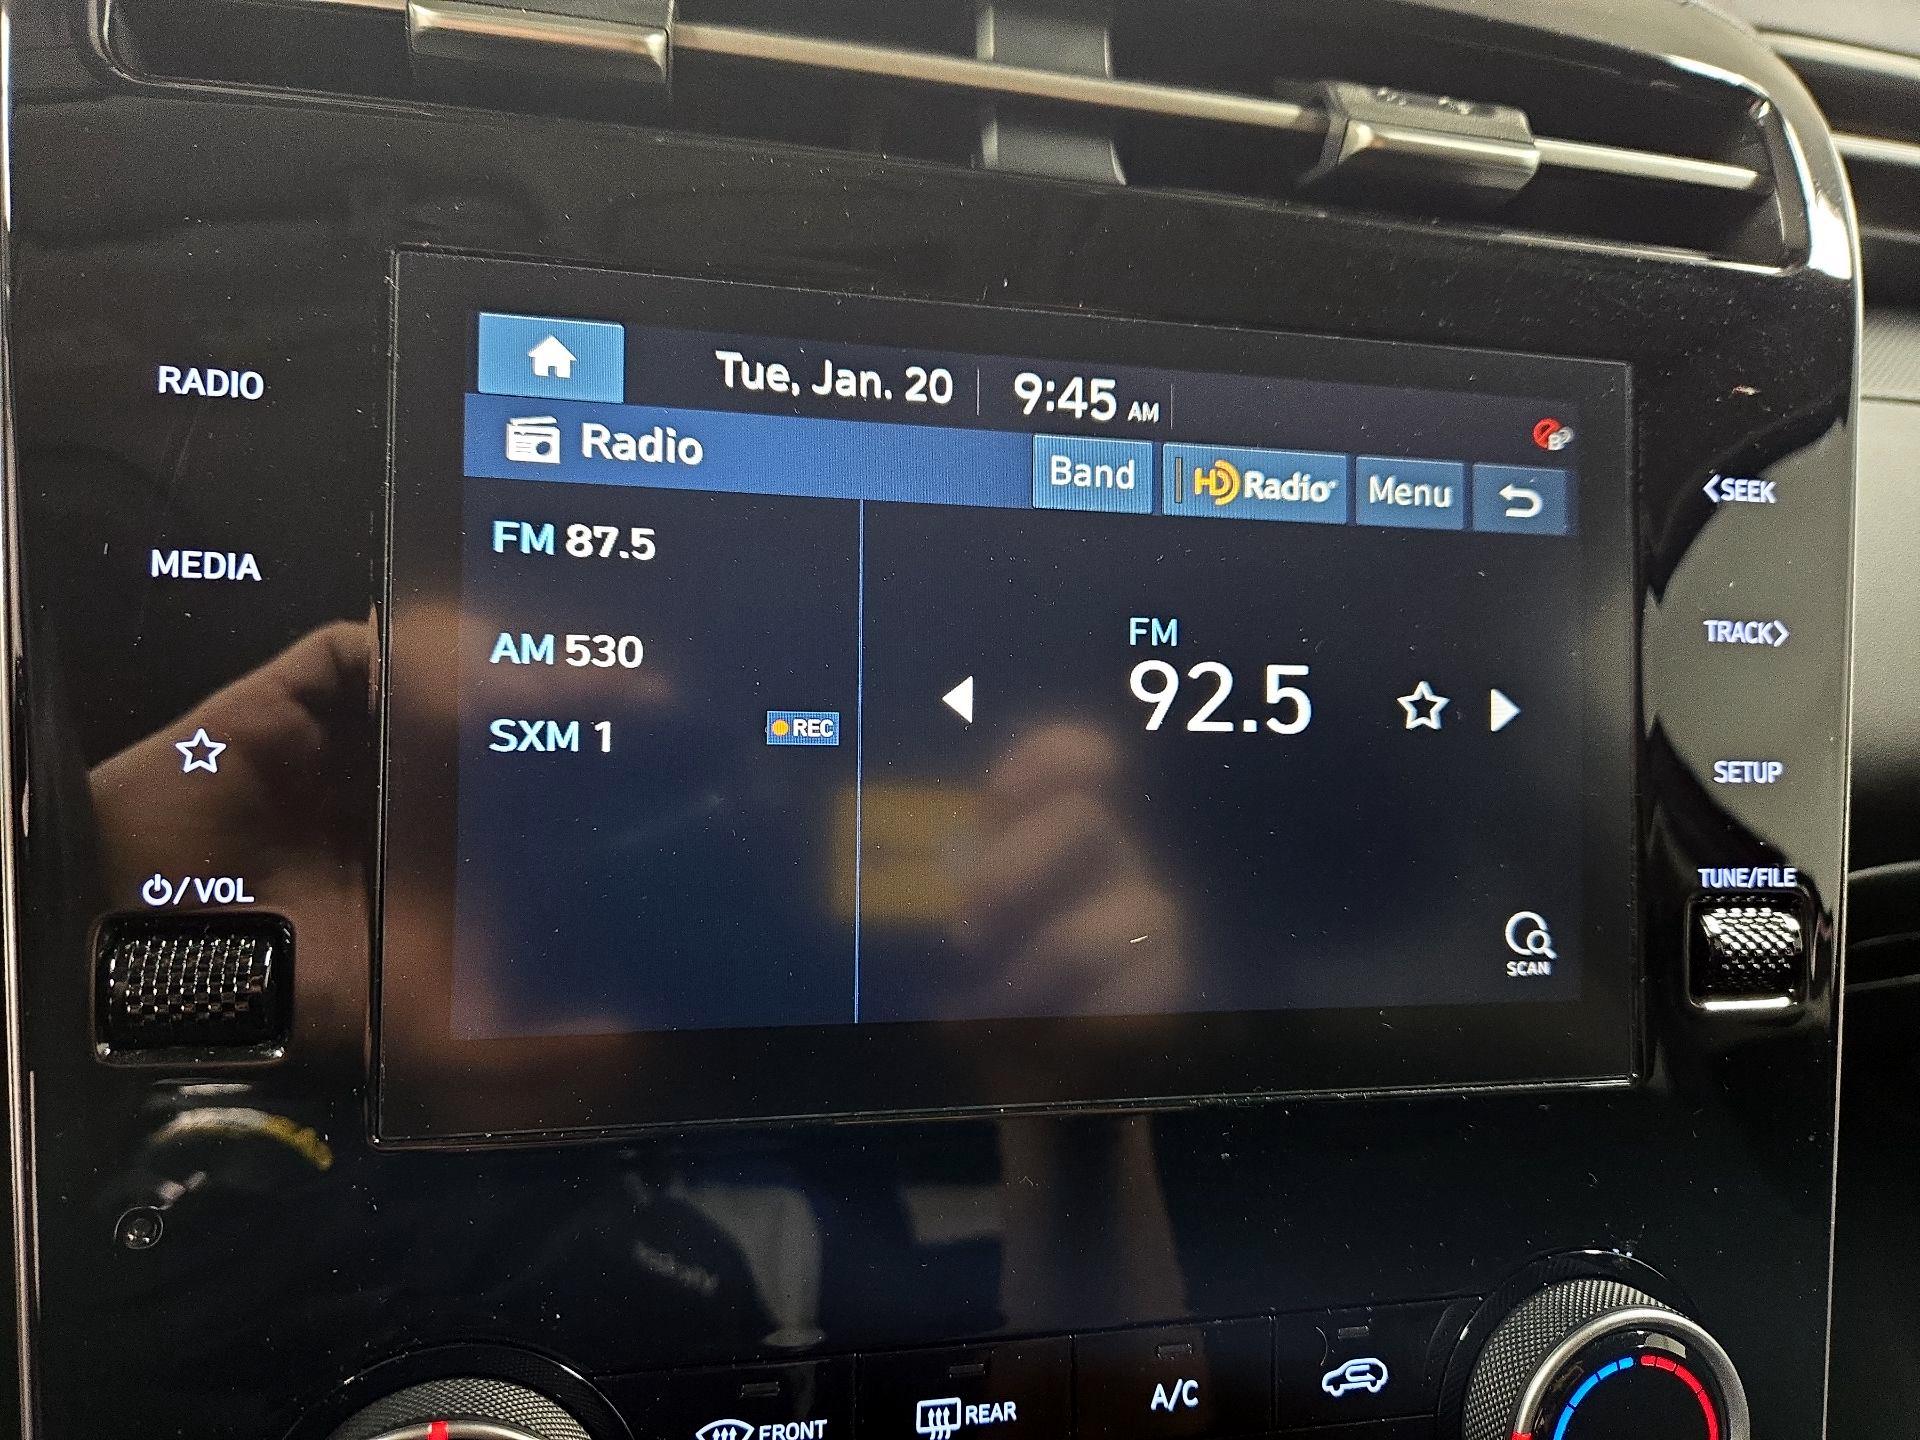 Tue, Jan. 20 | 9:45 AM
RADIO
Radio
Band
HD Radio
Menu
<SEEK
FM 87.5
MEDIA
AM 530
FM
TRACK>
92.5
SXM 1
REC
SETUP
/VOL
TUNE/FILE
SCAN
FRONT
REAR
A/C